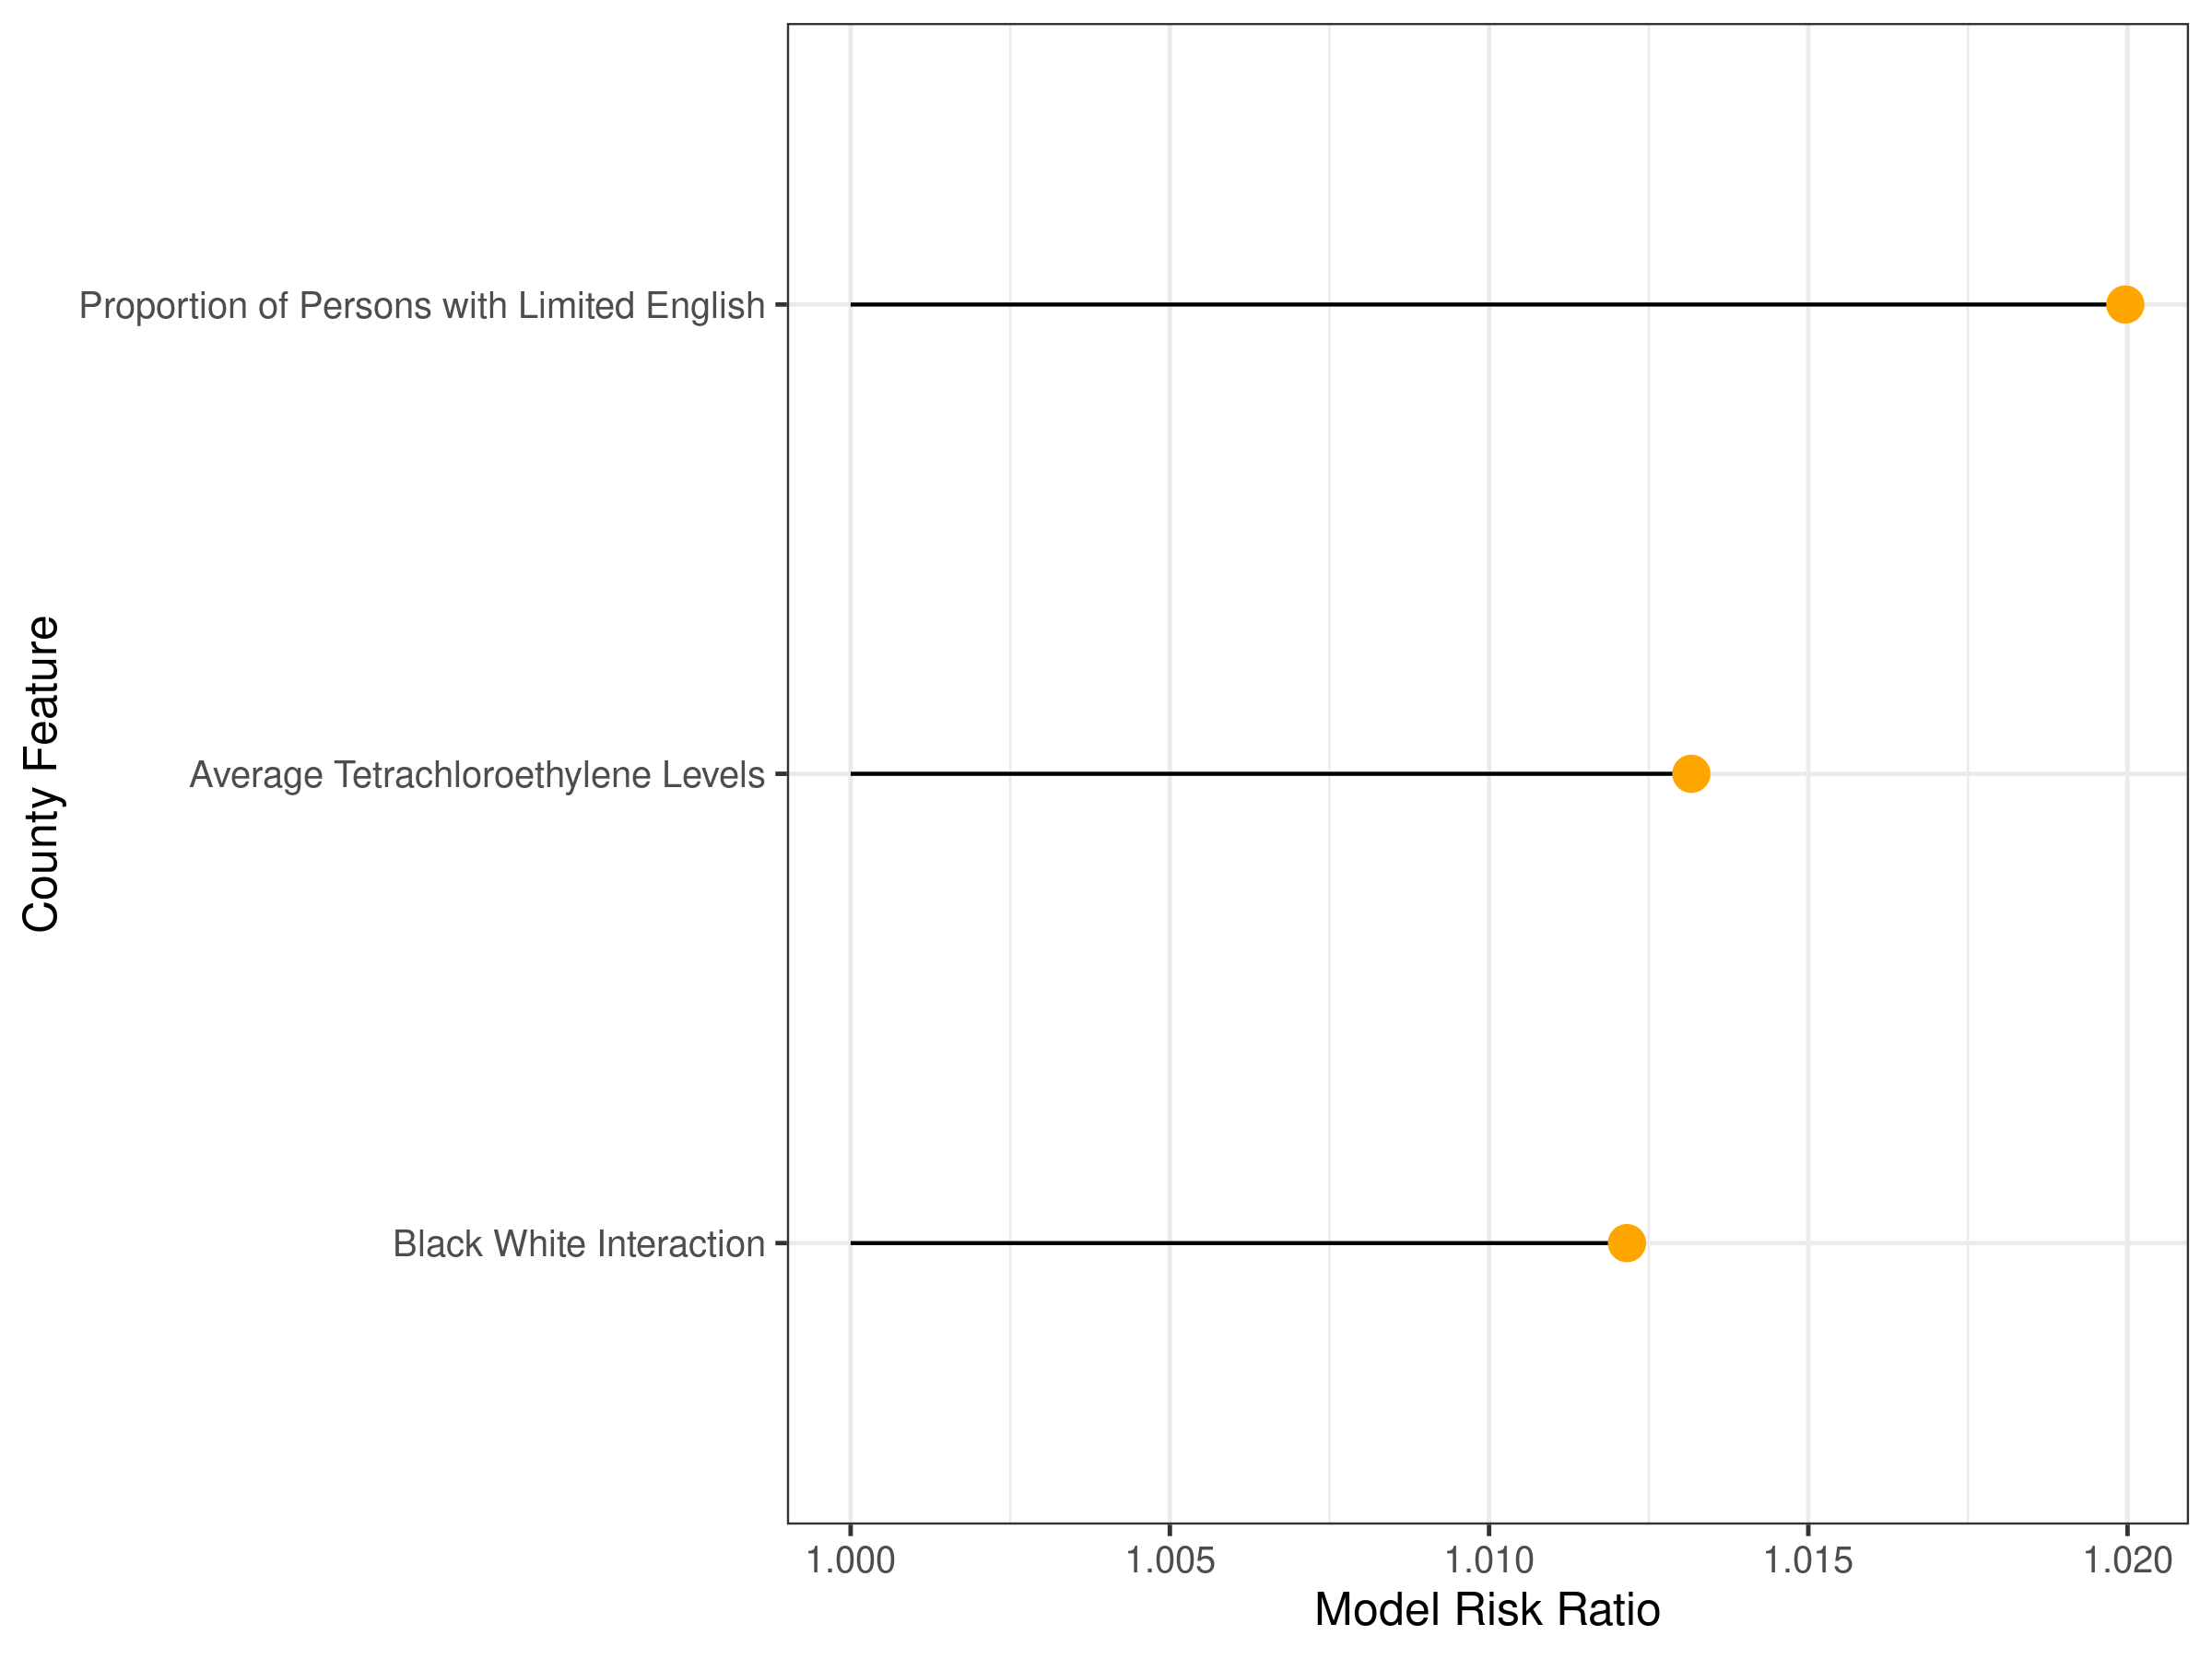 County Feature
Proportion of Persons with Limited English
Average Tetrachloroethylene Levels
Black White Interaction
1.000 1.005 1.010 1.015 1.020
Model Risk Ratio